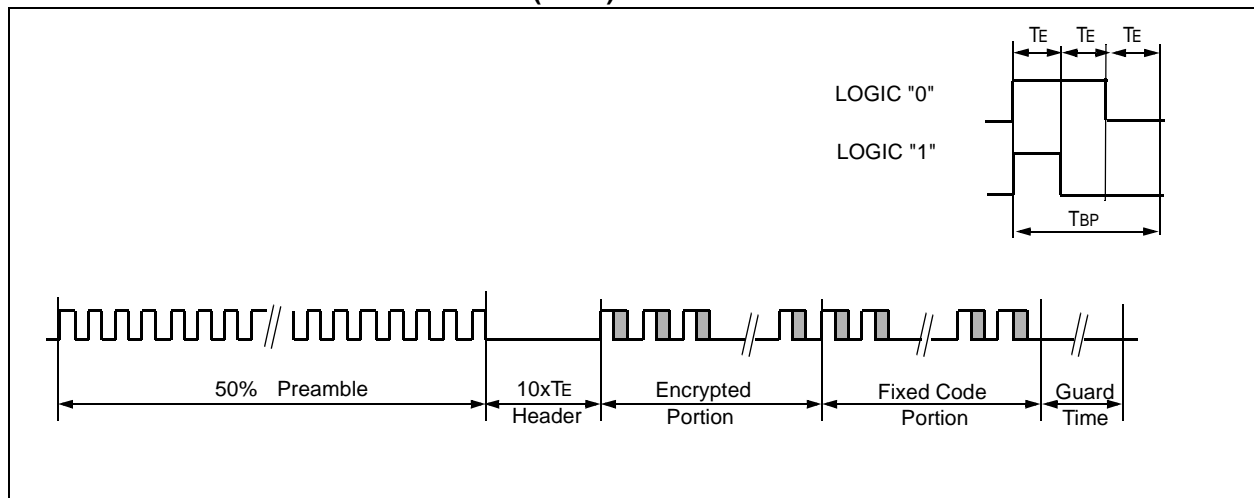 TE TE TE
LOGIC "0"
LOGIC "1"
TBP
50% Preamble
10xTE
Header
Encrypted
Portion
Fixed Code
Portion
Guard
Time